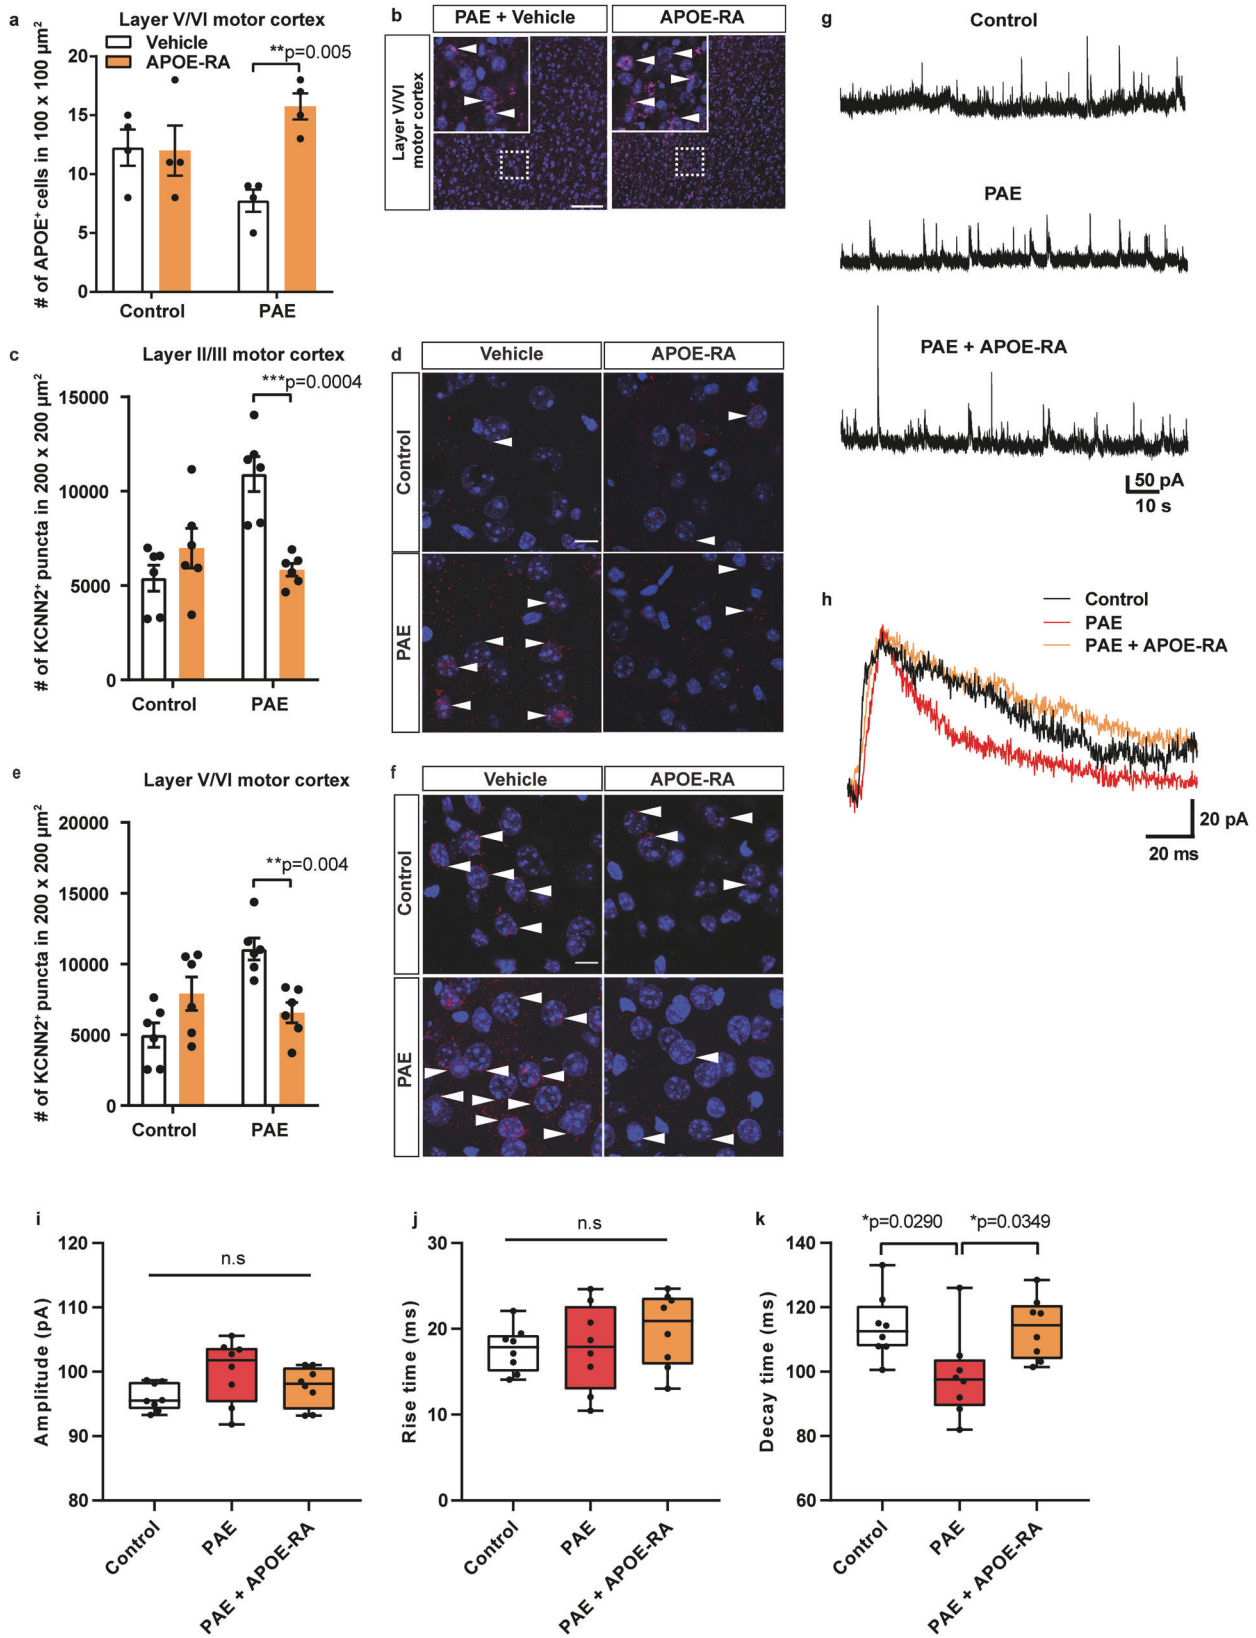 a
Layer V/VI motor cortex
Vehicle
APOE-RA
**p=0.005
# of APOE⁺ cells in 100 x 100 µm²
20
15
10
5
0
Control
PAE
b
PAE + Vehicle
APOE-RA
Layer V/VI
motor cortex
c
Layer II/III motor cortex
***p=0.0004
# of KCNN2⁺ puncta in 200 x 200 µm²
15000
10000
5000
0
Control
PAE
d
Vehicle
APOE-RA
Control
PAE
e
Layer V/VI motor cortex
**p=0.004
# of KCNN2⁺ puncta in 200 x 200 µm²
20000
15000
10000
5000
0
Control
PAE
f
Vehicle
APOE-RA
Control
PAE
g
Control
PAE
PAE + APOE-RA
50 pA
10 s
h
Control
PAE
PAE + APOE-RA
20 pA
20 ms
i
n.s
Amplitude (pA)
120
110
100
90
80
Control
PAE
PAE + APOE-RA
j
n.s
Rise time (ms)
30
20
10
0
Control
PAE
PAE + APOE-RA
k
*p=0.0290
*p=0.0349
Decay time (ms)
140
120
100
80
60
Control
PAE
PAE + APOE-RA